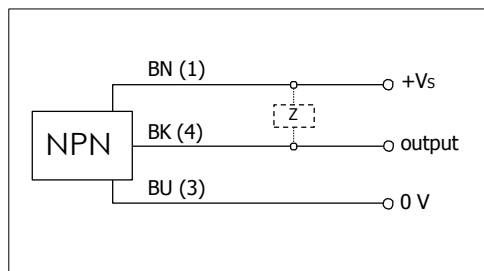 BN (1)
+Vs
Z
NPN
BK (4)
output
BU (3)
0 V